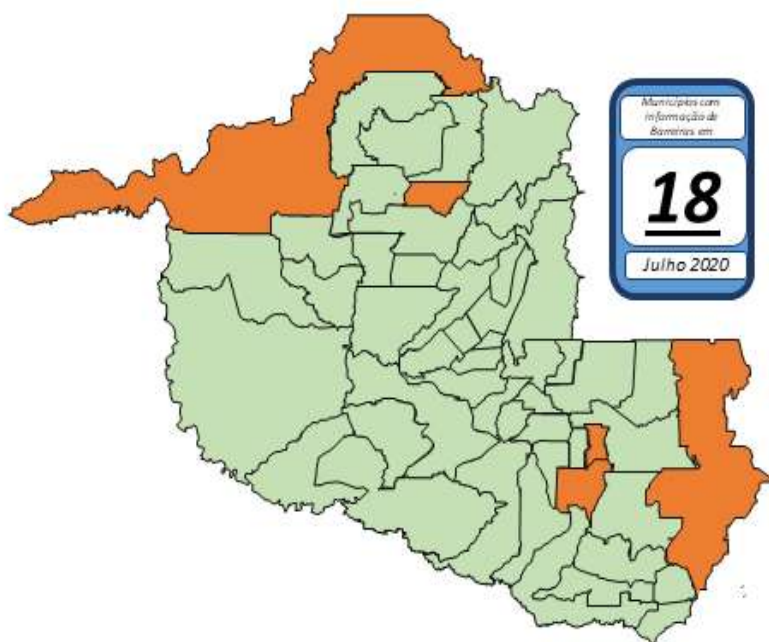 Municípios com
informação de
Barreiras em
18
Julho 2020